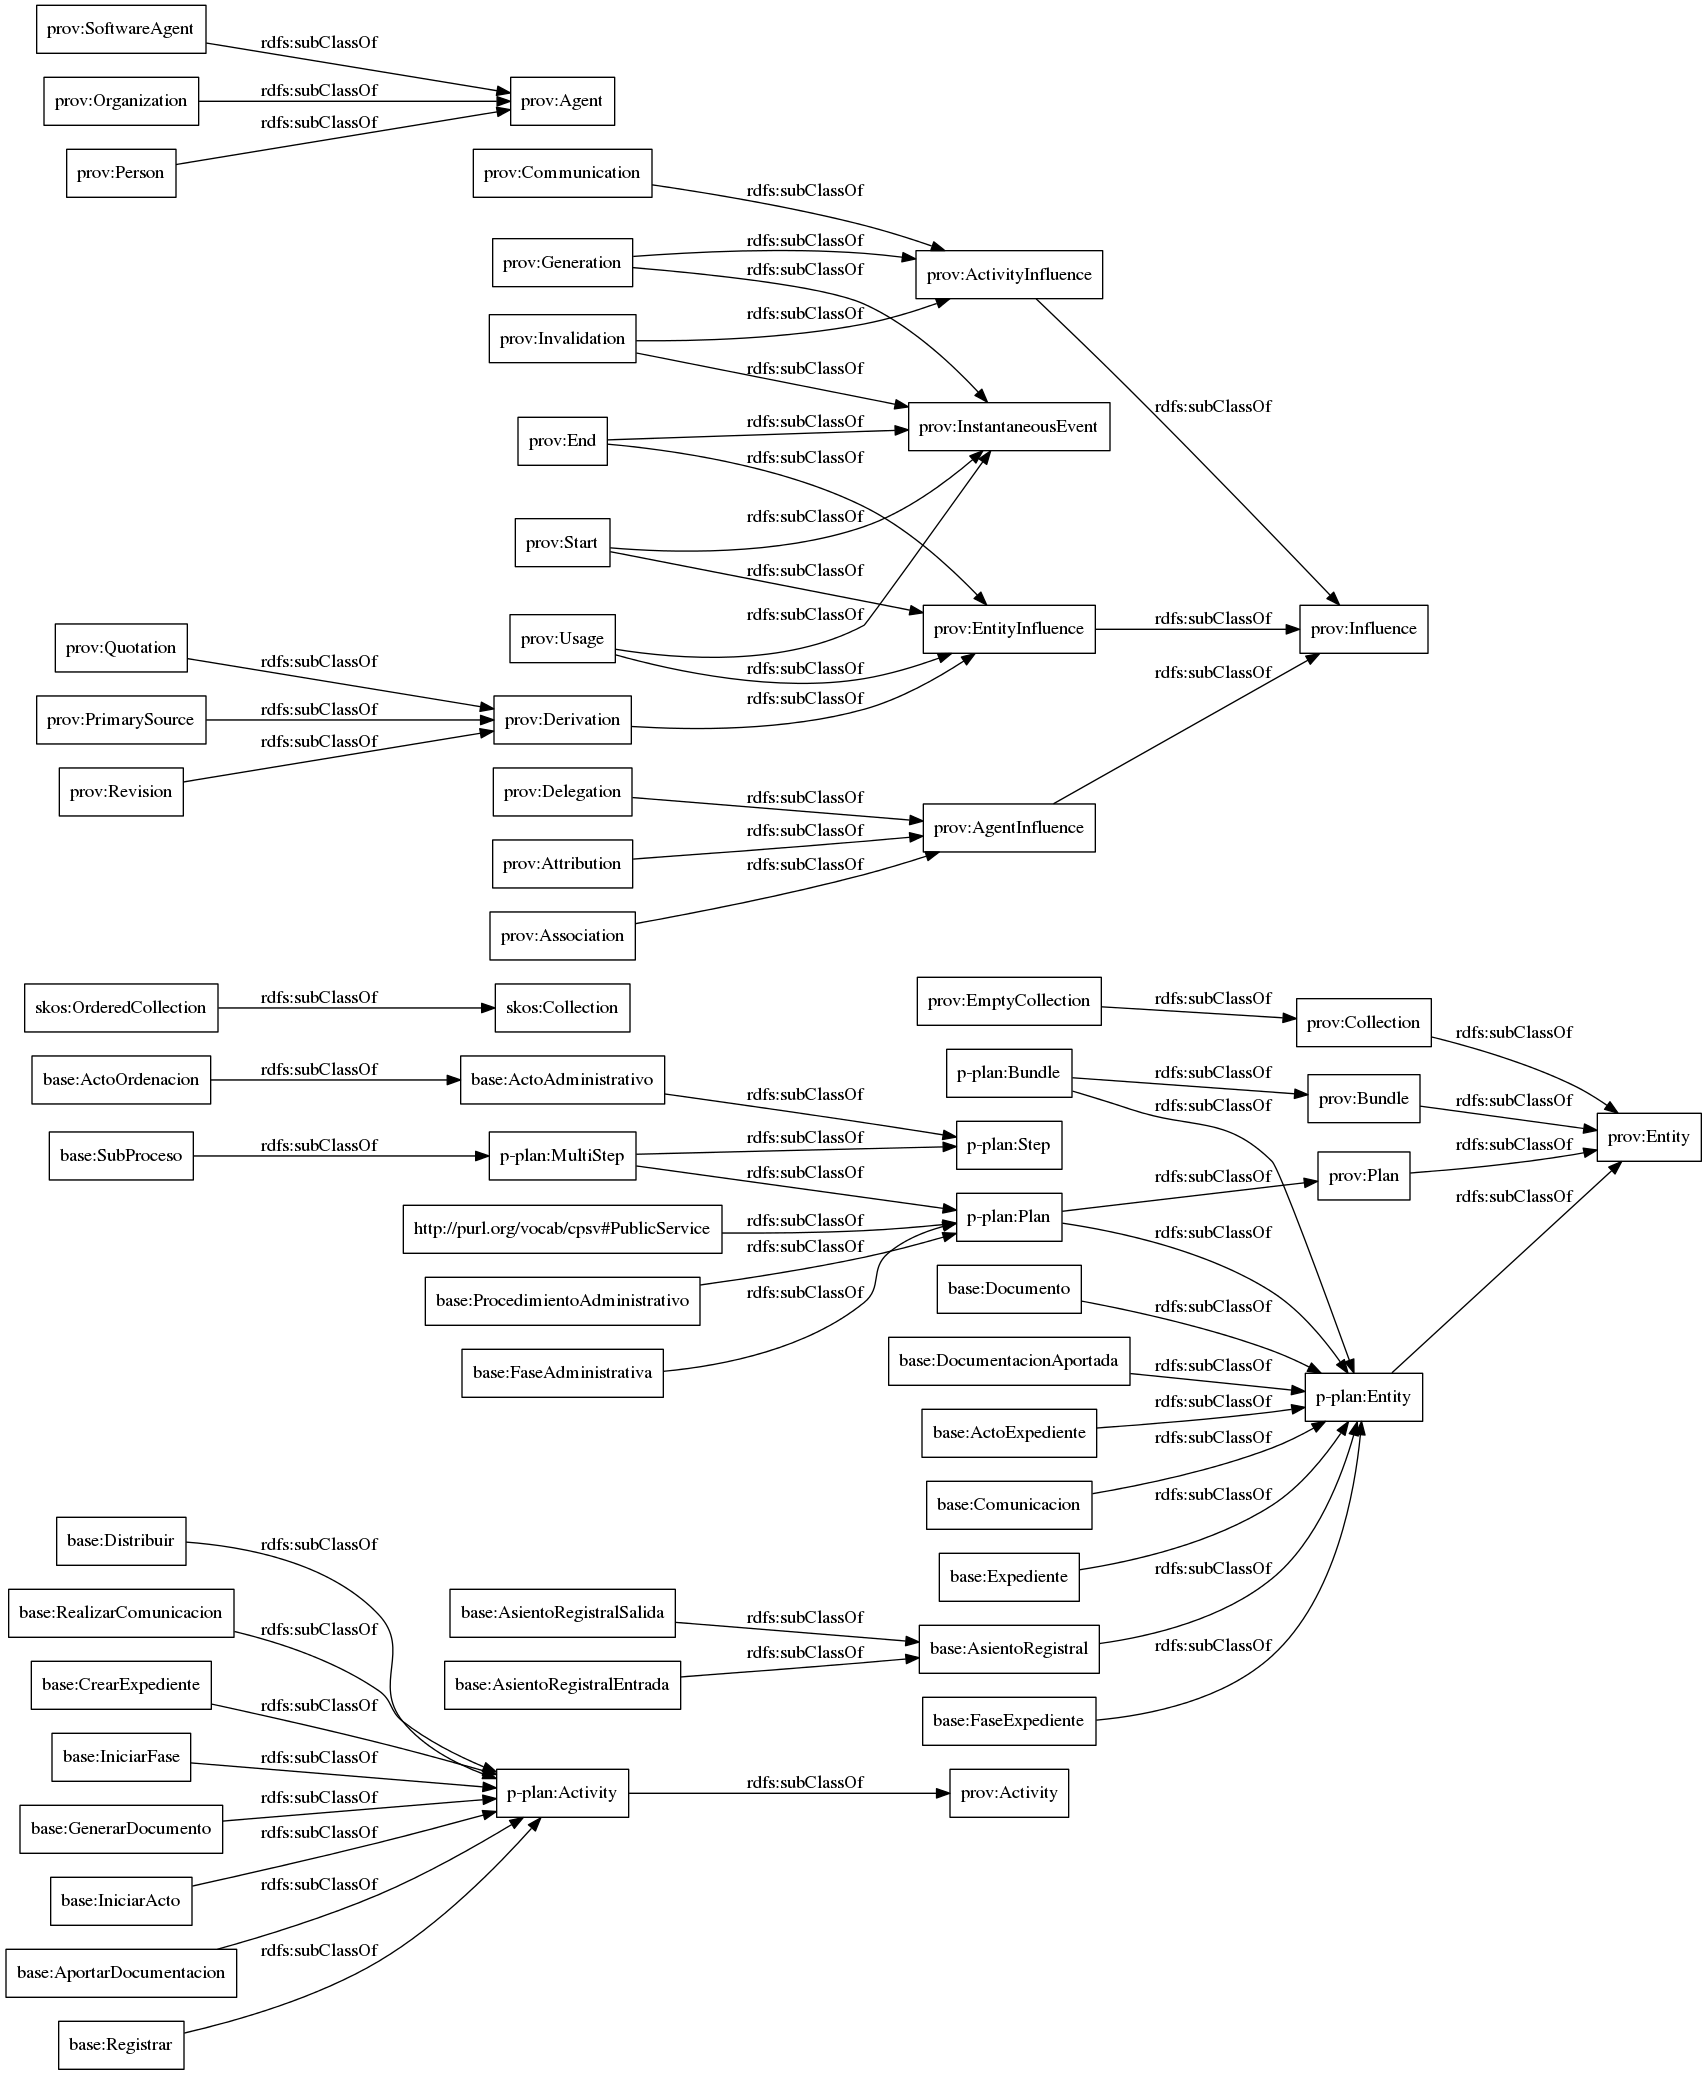 prov:SoftwareAgent
rdfs:subClassOf
prov:Organization
rdfs:subClassOf
prov:Agent
rdfs:subClassOf
prov:Person
prov:Communication
rdfs:subClassOf
prov:Generation
rdfs:subClassOf
rdfs:subClassOf
prov:ActivityInfluence
prov:Invalidation
rdfs:subClassOf
rdfs:subClassOf
rdfs:subClassOf
prov:End
rdfs:subClassOf
prov:InstantaneousEvent
rdfs:subClassOf
prov:Start
rdfs:subClassOf
rdfs:subClassOf
prov:Usage
rdfs:subClassOf
prov:EntityInfluence
rdfs:subClassOf
prov:Influence
prov:Quotation
rdfs:subClassOf
rdfs:subClassOf
rdfs:subClassOf
prov:PrimarySource
rdfs:subClassOf
prov:Derivation
rdfs:subClassOf
rdfs:subClassOf
prov:Revision
prov:Delegation
rdfs:subClassOf
prov:Attribution
rdfs:subClassOf
prov:AgentInfluence
rdfs:subClassOf
prov:Association
skos:OrderedCollection
rdfs:subClassOf
skos:Collection
prov:EmptyCollection
rdfs:subClassOf
prov:Collection
rdfs:subClassOf
base:ActoOrdenacion
rdfs:subClassOf
base:ActoAdministrativo
rdfs:subClassOf
p-plan:Bundle
rdfs:subClassOf
rdfs:subClassOf
prov:Bundle
rdfs:subClassOf
prov:Entity
base:SubProceso
rdfs:subClassOf
p-plan:MultiStep
rdfs:subClassOf
rdfs:subClassOf
p-plan:Step
rdfs:subClassOf
prov:Plan
rdfs:subClassOf
rdfs:subClassOf
http://purl.org/vocab/cpsv#PublicService
rdfs:subClassOf
p-plan:Plan
rdfs:subClassOf
rdfs:subClassOf
base:ProcedimientoAdministrativo
rdfs:subClassOf
base:Documento
rdfs:subClassOf
base:FaseAdministrativa
base:DocumentacionAportada
rdfs:subClassOf
p-plan:Entity
base:ActoExpediente
rdfs:subClassOf
rdfs:subClassOf
base:Comunicacion
rdfs:subClassOf
base:Distribuir
rdfs:subClassOf
base:Expediente
rdfs:subClassOf
base:RealizarComunicacion
rdfs:subClassOf
base:AsientoRegistralSalida
rdfs:subClassOf
base:AsientoRegistral
rdfs:subClassOf
base:CrearExpediente
rdfs:subClassOf
base:AsientoRegistralEntrada
rdfs:subClassOf
base:FaseExpediente
base:IniciarFase
rdfs:subClassOf
base:GenerarDocumento
rdfs:subClassOf
p-plan:Activity
rdfs:subClassOf
prov:Activity
rdfs:subClassOf
base:IniciarActo
rdfs:subClassOf
base:AportarDocumentacion
rdfs:subClassOf
base:Registrar